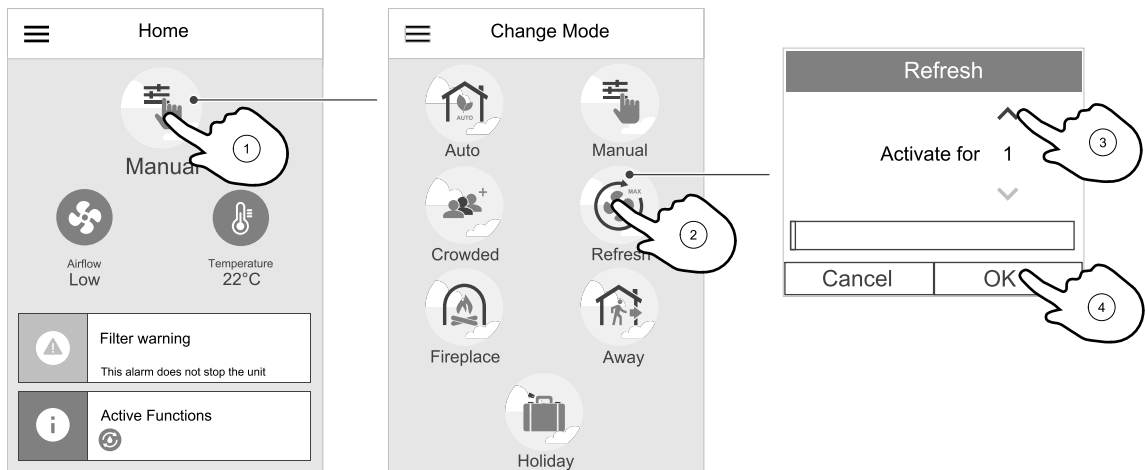 Home
Manual
1
Airflow
Low
Temperature
22°C
Filter warning
This alarm does not stop the unit
Active Functions
Change Mode
AUTO
Auto
Manual
Crowded
MAX
Refresh
2
Fireplace
Away
Holiday
Refresh
Activate for 1
3
Cancel
OK
4